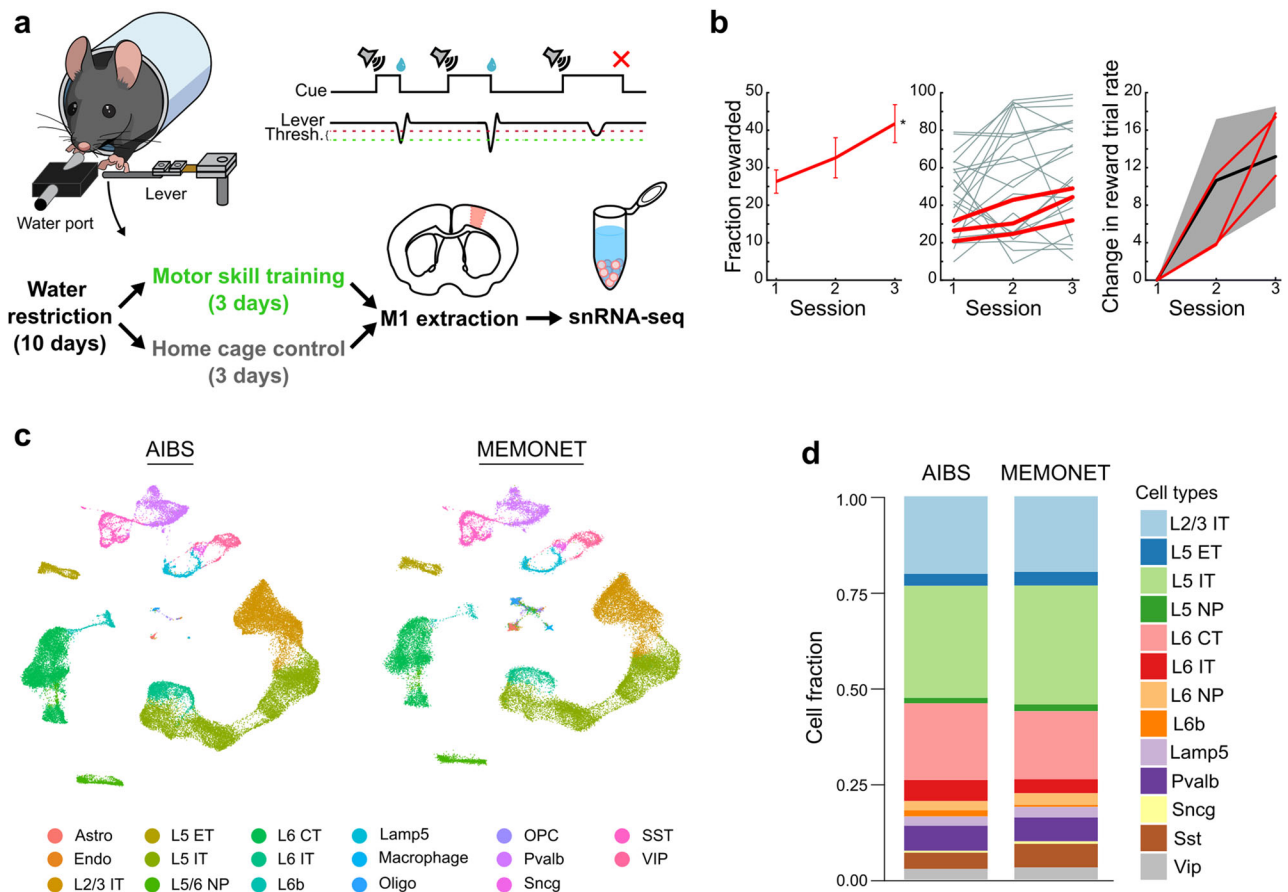 a
Cue
Lever
Thresh.
Water port
Lever
Water
restriction
(10 days)
Motor skill training
(3 days)
Home cage control
(3 days)
M1 extraction
snRNA-seq
b
Fraction rewarded
50
40
30
20
10
0
1 2 3
Session
100
80
60
40
20
0
1 2 3
Session
Change in reward trial rate
20
16
12
8
4
0
1 2 3
Session
*
c
AIBS
MEMONET
Astro
Endo
L2/3 IT
L5 ET
L5 IT
L5/6 NP
L6 CT
L6 IT
L6b
Lamp5
Macrophage
Oligo
OPC
Pvalb
Sncg
SST
VIP
d
AIBS MEMONET
Cell fraction
1.00
0.75
0.50
0.25
0.00
Cell types
L2/3 IT
L5 ET
L5 IT
L5 NP
L6 CT
L6 IT
L6 NP
L6b
Lamp5
Pvalb
Sncg
Sst
Vip